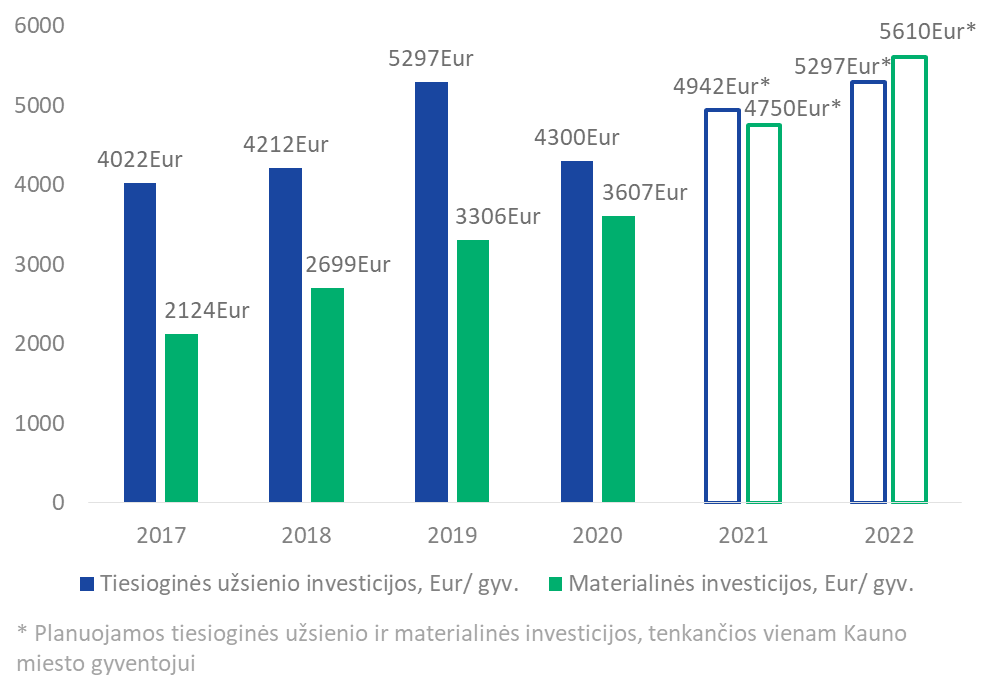 6000
5000
4000
3000
2000
1000
0
4022Eur
2124Eur
4212Eur
2699Eur
5297Eur
3306Eur
4300Eur
3607Eur
4942Eur*
4750Eur*
5297Eur*
5610Eur*
2017 2018 2019 2020 2021 2022
Tiesioginės užsienio investicijos, Eur/ gyv. Materialinės investicijos, Eur/ gyv.
* Planuojamos tiesioginės užsienio ir materialinės investicijos, tenkančios vienam Kauno
miesto gyventojui